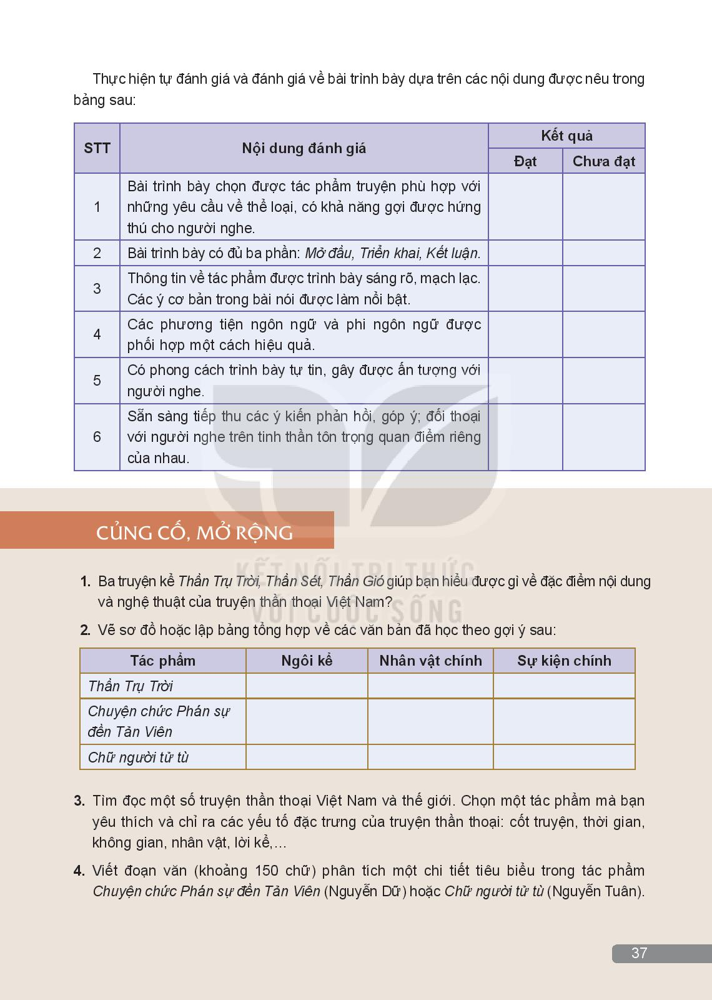 Thực hiện tự đánh giá và đánh giá về bài trình bày dựa trên các nội dung được nêu trong
bảng sau:
STT
Nội dung đánh giá
Kết quả
Đạt
Chưa đạt
1
Bài trình bày chọn được tác phẩm truyện phù hợp với
những yêu cầu về thể loại, có khả năng gợi được hứng
thú cho người nghe.
2
Bài trình bày có đủ ba phần: Mở đầu, Triển khai, Kết luận.
3
Thông tin về tác phẩm được trình bày sáng rõ, mạch lạc.
Các ý cơ bản trong bài nói được làm nổi bật.
4
Các phương tiện ngôn ngữ và phi ngôn ngữ được
phối hợp một cách hiệu quả.
5
Có phong cách trình bày tự tin, gây được ấn tượng với
người nghe.
6
Sẵn sàng tiếp thu các ý kiến phản hồi, góp ý; đối thoại
với người nghe trên tinh thần tôn trọng quan điểm riêng
của nhau.
CỦNG CỐ, MỞ RỘNG
KẾT NỐI TRI THỨC
VỚI CUỘC SỐNG
1. Ba truyện kể Thần Trụ Trời, Thần Sét, Thần Gió giúp bạn hiểu được gì về đặc điểm nội dung
và nghệ thuật của truyện thần thoại Việt Nam?
2. Vẽ sơ đồ hoặc lập bảng tổng hợp về các văn bản đã học theo gợi ý sau:
Tác phẩm
Ngôi kể
Nhân vật chính
Sự kiện chính
Thần Trụ Trời
Chuyện chức Phán sự
đền Tản Viên
Chữ người tử tù
3. Tìm đọc một số truyện thần thoại Việt Nam và thế giới. Chọn một tác phẩm mà bạn
yêu thích và chỉ ra các yếu tố đặc trưng của truyện thần thoại: cốt truyện, thời gian,
không gian, nhân vật, lời kể,…
4. Viết đoạn văn (khoảng 150 chữ) phân tích một chi tiết tiêu biểu trong tác phẩm
Chuyện chức Phán sự đền Tản Viên (Nguyễn Dữ) hoặc Chữ người tử tù (Nguyễn Tuân).
37